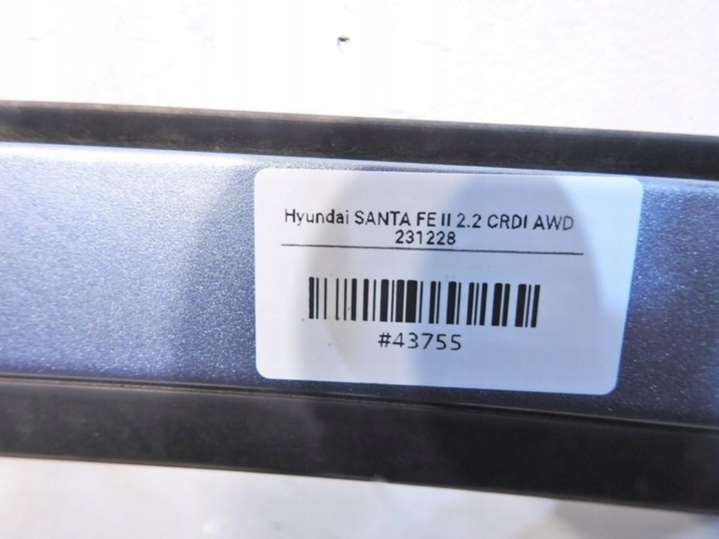 Hyundai SANTA FE II 2.2 CRDI AWD
231228
#43755